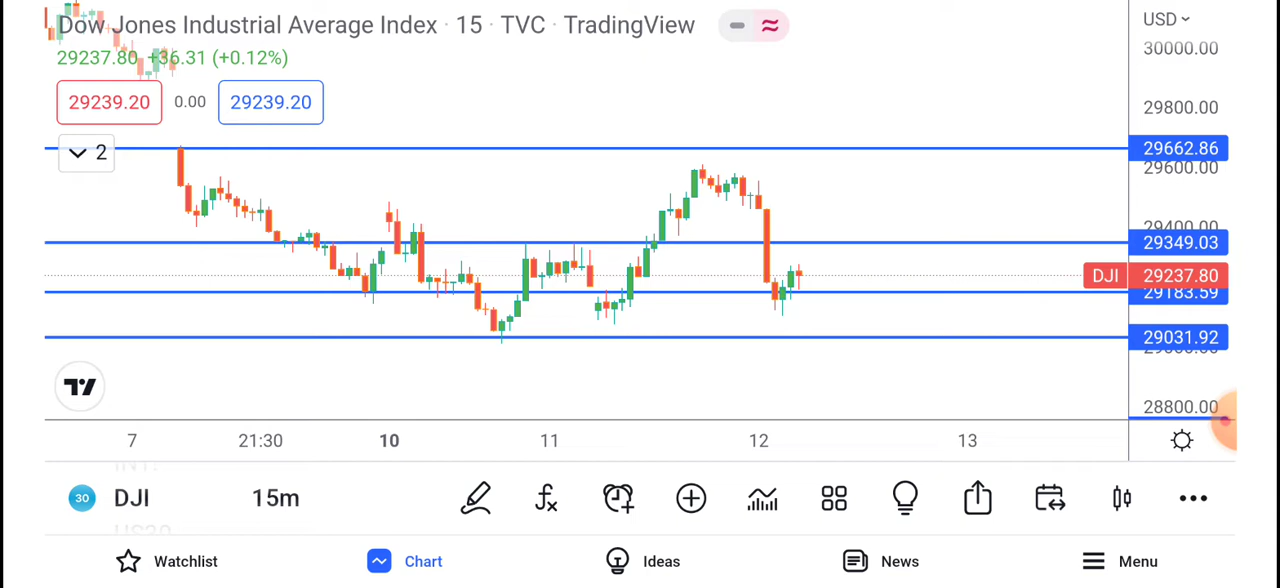 Dow Jones Industrial Average Index · 15 · TVC · TradingView
USD
30000.00
29237.80 +36.31 (+0.12%)
29239.20 0.00 29239.20
29800.00
2
29662.86
29600.00
29400.00
29349.03
DJI 29237.80
29183.59
29031.92
29000.00
28800.00
7 21:30 10 11 12 13
INT.
30 DJI 15m
US30
Watchlist Chart Ideas News Menu